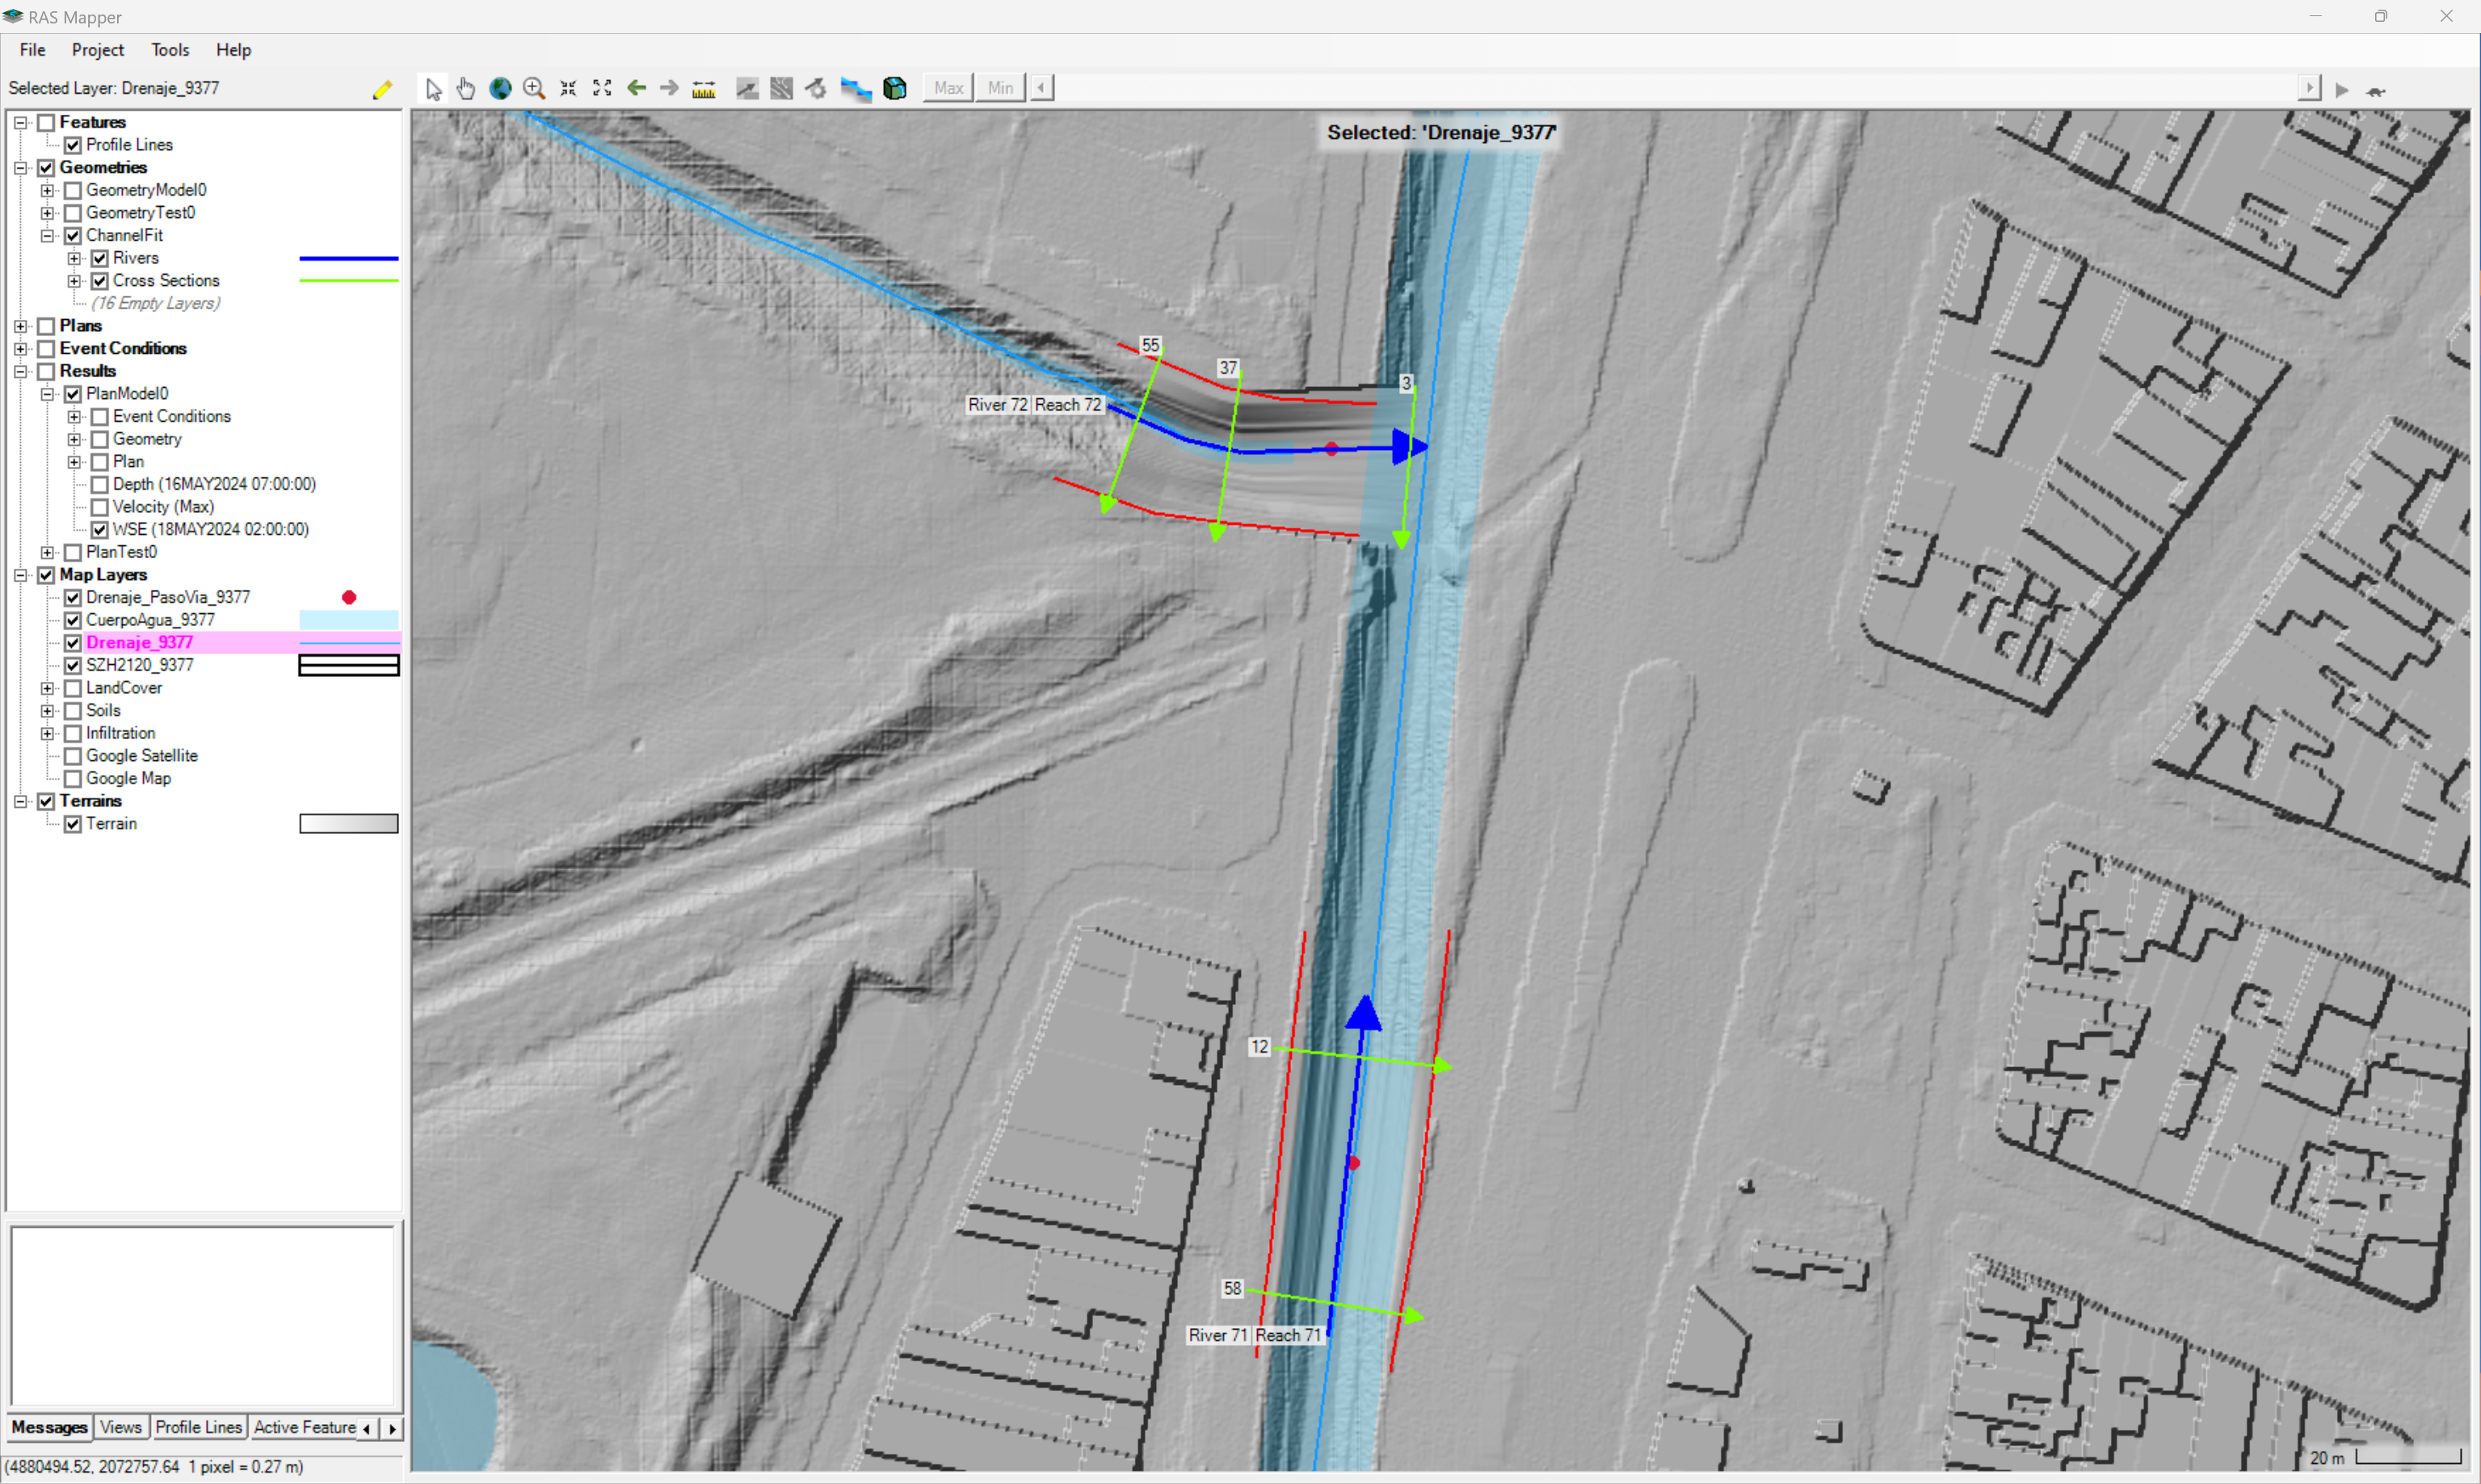 RAS Mapper
File Project Tools Help
Selected Layer: Drenaje_9377
Max Min
Features
Profile Lines
Geometries
GeometryModel0
GeometryTest0
ChannelFit
Rivers
Cross Sections
(16 Empty Layers)
Plans
Event Conditions
Results
PlanModel0
Event Conditions
Geometry
Plan
Depth (16MAY2024 07:00:00)
Velocity (Max)
WSE (18MAY2024 02:00:00)
PlanTest0
Map Layers
Drenaje_PasoVia_9377
CuerpoAgua_9377
Drenaje_9377
SZH2120_9377
LandCover
Soils
Infiltration
Google Satellite
Google Map
Terrains
Terrain
Messages Views Profile Lines Active Feature
(4880494.52, 2072757.64 1 pixel = 0.27 m)
Selected: 'Drenaje_9377'
55
37
3
River 72 Reach 72
12
58
River 71 Reach 71
20 m